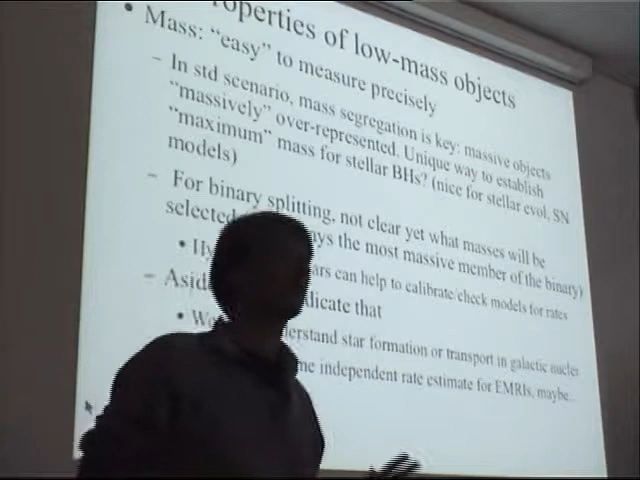 operties of low-mass objects
• Mass: “easy” to measure precisely
– In std scenario, mass segregation is key: massive objects
“massively” over-represented. Unique way to establish
“maximum” mass for stellar BHs? (nice for stellar evol, SN
models)
– For binary splitting, not clear yet what masses will be
selected ys the most massive member of the binary)
• Hy ars can help to calibrate/check models for rates
– Asid dicate that
• We erstand star formation or transport in galactic nuclei
me independent rate estimate for EMRIs, maybe..